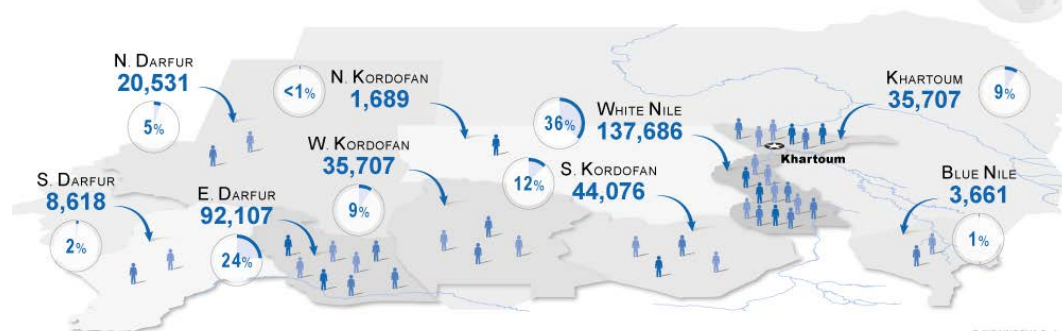 N. DARFUR
20,531
5%
<1%
N. KORDOFAN
1,689
36%
WHITE NILE
137,686
KHARTOUM
35,707
9%
Khartoum
W. KORDOFAN
35,707
9%
12%
S. KORDOFAN
44,076
S. DARFUR
8,618
2%
E. DARFUR
92,107
24%
BLUE NILE
3,661
1%